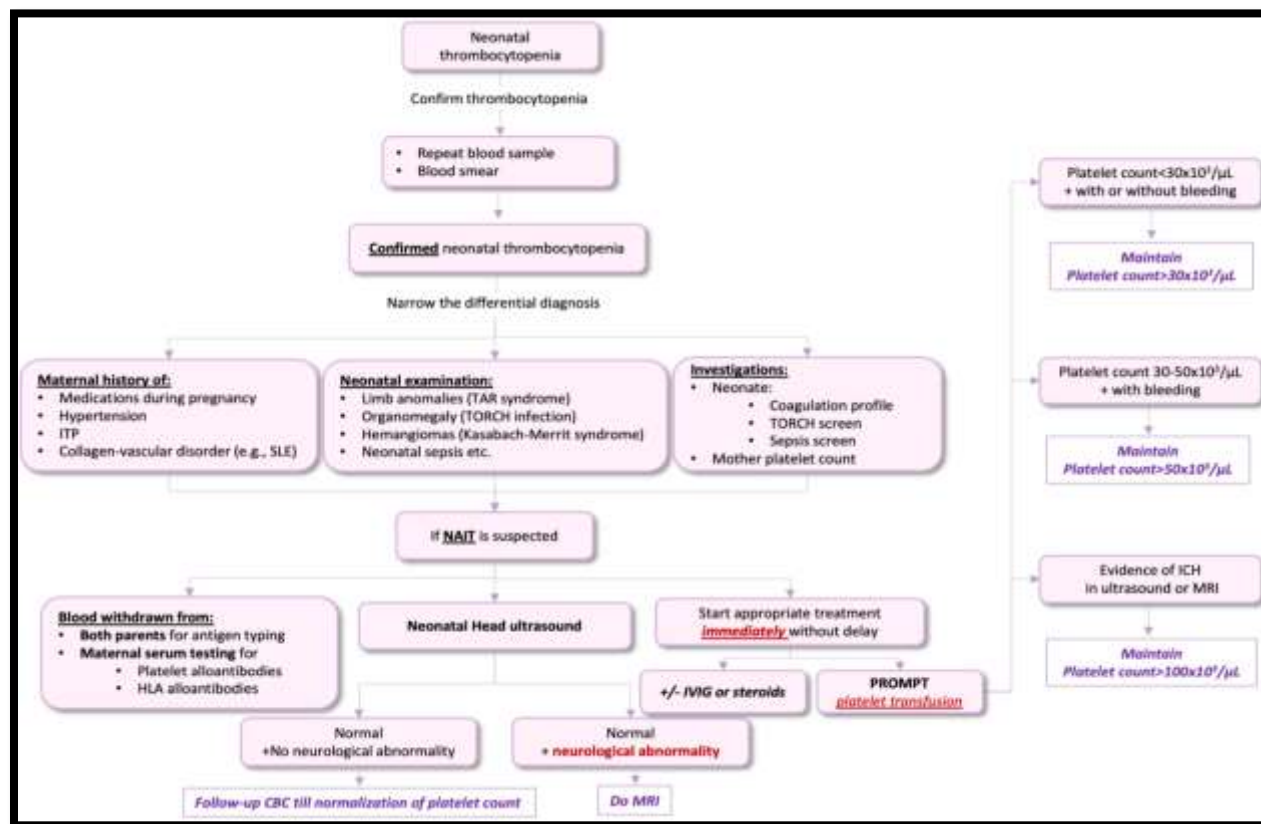 Neonatal
thrombocytopenia
Confirm thrombocytopenia
• Repeat blood sample
• Blood smear
Confirmed neonatal thrombocytopenia
Narrow the differential diagnosis
Maternal history of:
• Medications during pregnancy
• Hypertension
• ITP
• Collagen-vascular disorder (e.g., SLE)
Neonatal examination:
• Limb anomalies (TAR syndrome)
• Organomegaly (TORCH infection)
• Hemangiomas (Kasabach-Merrit syndrome)
• Neonatal sepsis etc.
Investigations:
• Neonate:
• Coagulation profile
• TORCH screen
• Sepsis screen
• Mother platelet count
If NAIT is suspected
Blood withdrawn from:
• Both parents for antigen typing
• Maternal serum testing for
• Platelet alloantibodies
• HLA alloantibodies
Neonatal Head ultrasound
Start appropriate treatment
immediately without delay
+/- IVIG or steroids
PROMPT
platelet transfusion
Normal
+No neurological abnormality
Normal
+ neurological abnormality
Follow-up CBC till normalization of platelet count
Do MRI
Platelet count<30x10³/µL
+ with or without bleeding
Maintain
Platelet count>30x10³/µL
Platelet count 30-50x10³/µL
+ with bleeding
Maintain
Platelet count>50x10³/µL
Evidence of ICH
in ultrasound or MRI
Maintain
Platelet count>100x10³/µL